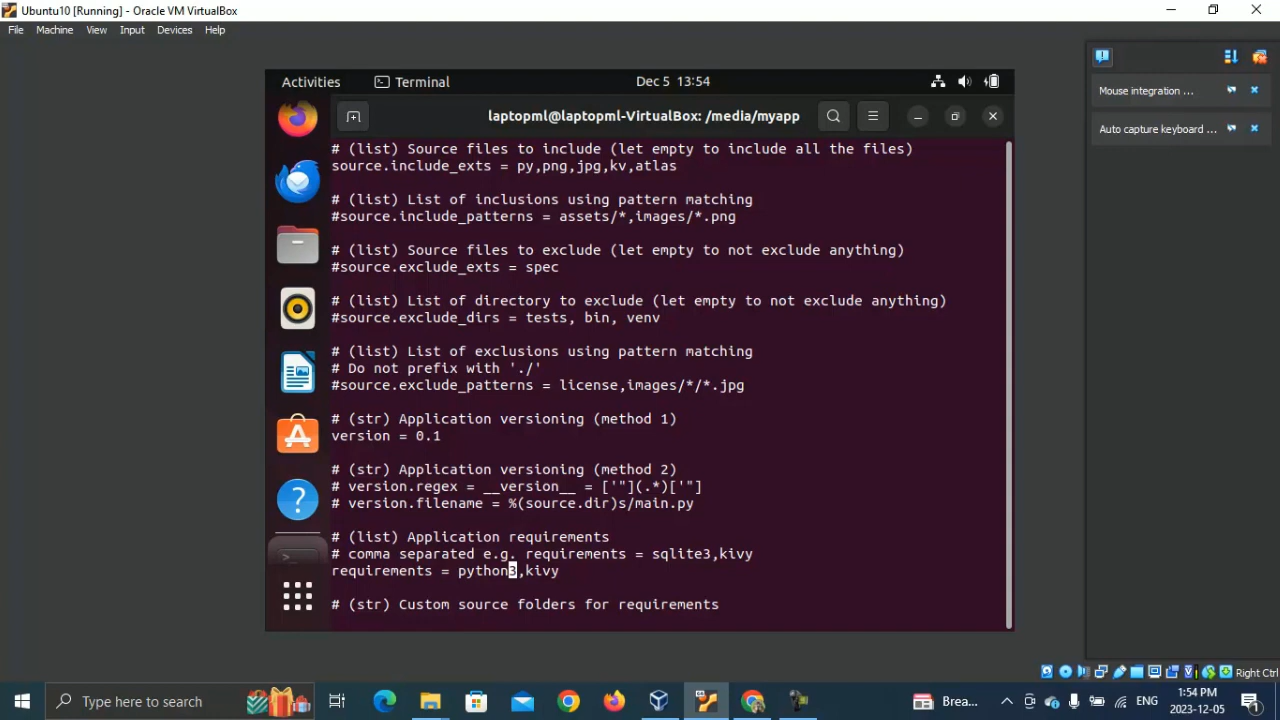 Ubuntu10 [Running] - Oracle VM VirtualBox
File Machine View Input Devices Help
Activities Terminal Dec 5 13:54
laptopml@laptopml-VirtualBox: /media/myapp
# (list) Source files to include (let empty to include all the files)
source.include_exts = py,png,jpg,kv,atlas
# (list) List of inclusions using pattern matching
#source.include_patterns = assets/*,images/*.png
# (list) Source files to exclude (let empty to not exclude anything)
#source.exclude_exts = spec
# (list) List of directory to exclude (let empty to not exclude anything)
#source.exclude_dirs = tests, bin, venv
# (list) List of exclusions using pattern matching
# Do not prefix with './'
#source.exclude_patterns = license,images/*/*.jpg
# (str) Application versioning (method 1)
version = 0.1
# (str) Application versioning (method 2)
# version.regex = __version__ = ['"](.*)['"]
# version.filename = %(source.dir)s/main.py
# (list) Application requirements
# comma separated e.g. requirements = sqlite3,kivy
requirements = python3,kivy
# (str) Custom source folders for requirements
Mouse integration ...
Auto capture keyboard ...
Right Ctrl
Type here to search
Brea...
ENG
1:54 PM
2023-12-05
1